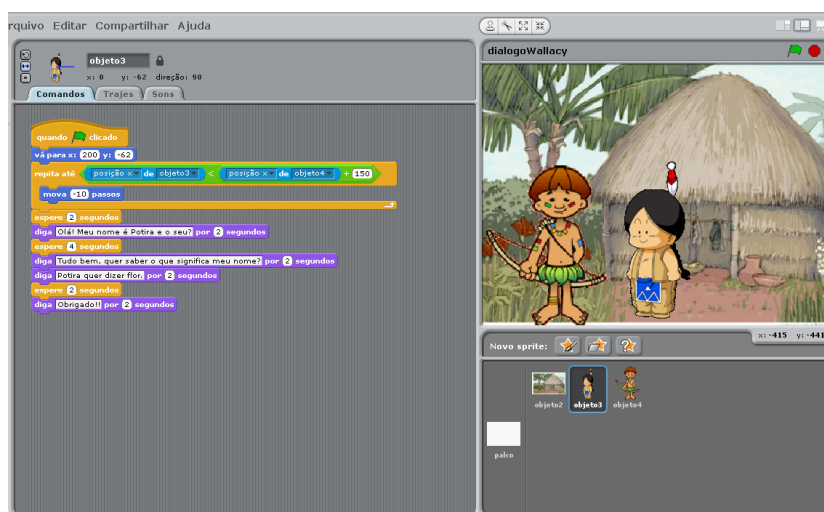 rquivo Editar Compartilhar Ajuda
objeto3
x: 0 y: -62 direção: 90
Comandos Trajes Sons
quando clicado
vá para x: 200 y: -62
repita até posição x de objeto3 < posição x de objeto4 + 150
mova -10 passos
espere 2 segundos
diga Olá! Meu nome é Potira e o seu? por 2 segundos
espere 4 segundos
diga Tudo bem, quer saber o que significa meu nome? por 2 segundos
diga Potira quer dizer flor. por 2 segundos
espere 2 segundos
diga Obrigado!! por 2 segundos
dialogoWallacy
x: -415 y: -441
Novo sprite:
objeto2 objeto3 objeto4
palco